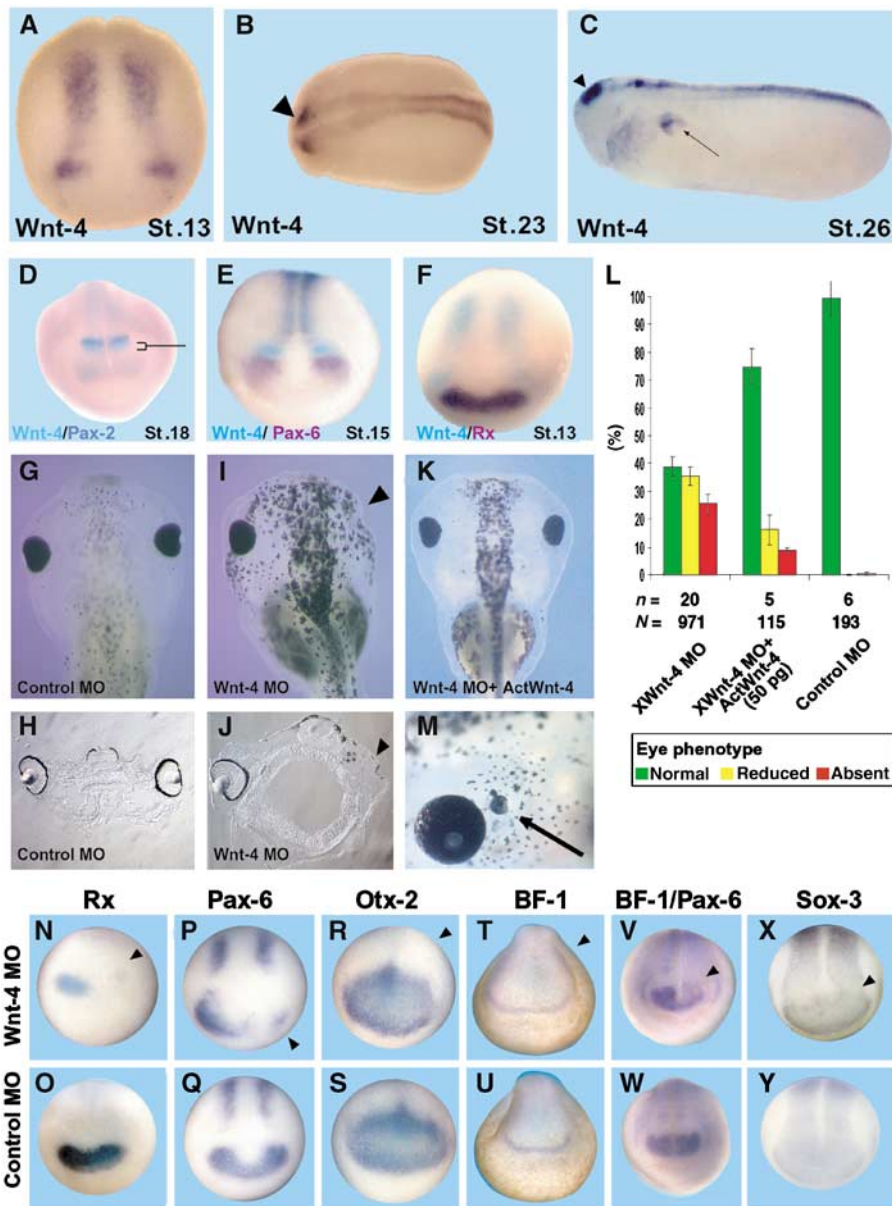 A
Wnt-4 St.13
B
Wnt-4 St.23
C
Wnt-4 St.26
D
Wnt-4/Pax-2 St.18
E
Wnt-4/ Pax-6 St.15
F
Wnt-4/Rx St.13
G
Control MO
I
Wnt-4 MO
K
Wnt-4 MO+ ActWnt-4
H
Control MO
J
Wnt-4 MO
M
L
100
90
80
70
60
50
40
30
20
10
0
(%)
n = 20 5 6
N = 971 115 193
XWnt-4 MO
XWnt-4 MO+
ActWnt-4
(50 pg)
Control MO
Eye phenotype
Normal Reduced Absent
Rx Pax-6 Otx-2 BF-1 BF-1/Pax-6 Sox-3
Wnt-4 MO
N P R T V X
Control MO
O Q S U W Y